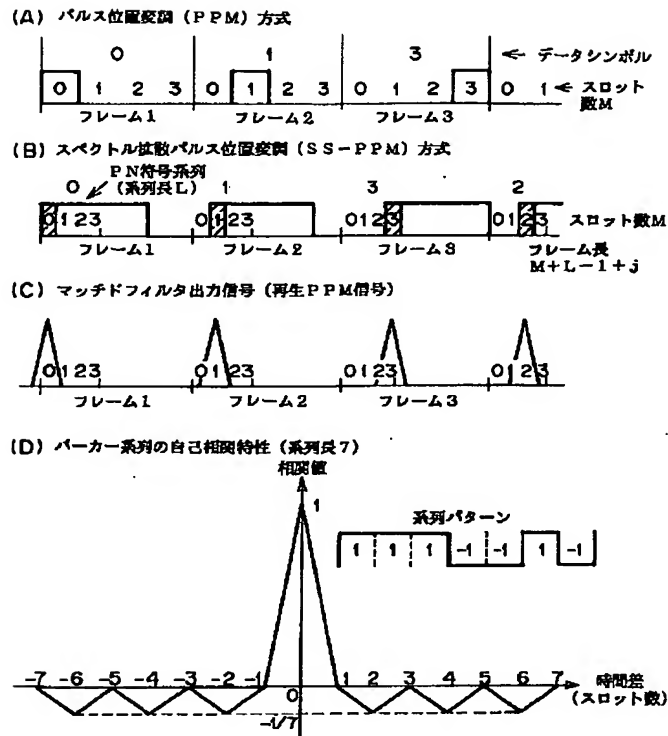 (A) パルス位置変調(PPM)方式
0 1 3 ← データシンボル
0 1 2 3 0 1 2 3 0 1 2 3 0 1 ← スロット数M
フレーム1 フレーム2 フレーム3
(B) スペクトル拡散パルス位置変調(SS-PPM)方式
PN符号系列
(系列長L)
0 1 3 2
0123 0123 0123 0123 スロット数M
フレーム1 フレーム2 フレーム3 フレーム長
M+L-1+j
(C) マッチドフィルタ出力信号(再生PPM信号)
0123 0123 0123 0123
フレーム1 フレーム2 フレーム3
(D) バーカー系列の自己相関特性(系列長7)
相関値
1
系列パターン
1 1 1 -1 -1 1 -1
-7 -6 -5 -4 -3 -2 -1 0 1 2 3 4 5 6 7 時間差
(スロット数)
-1/7